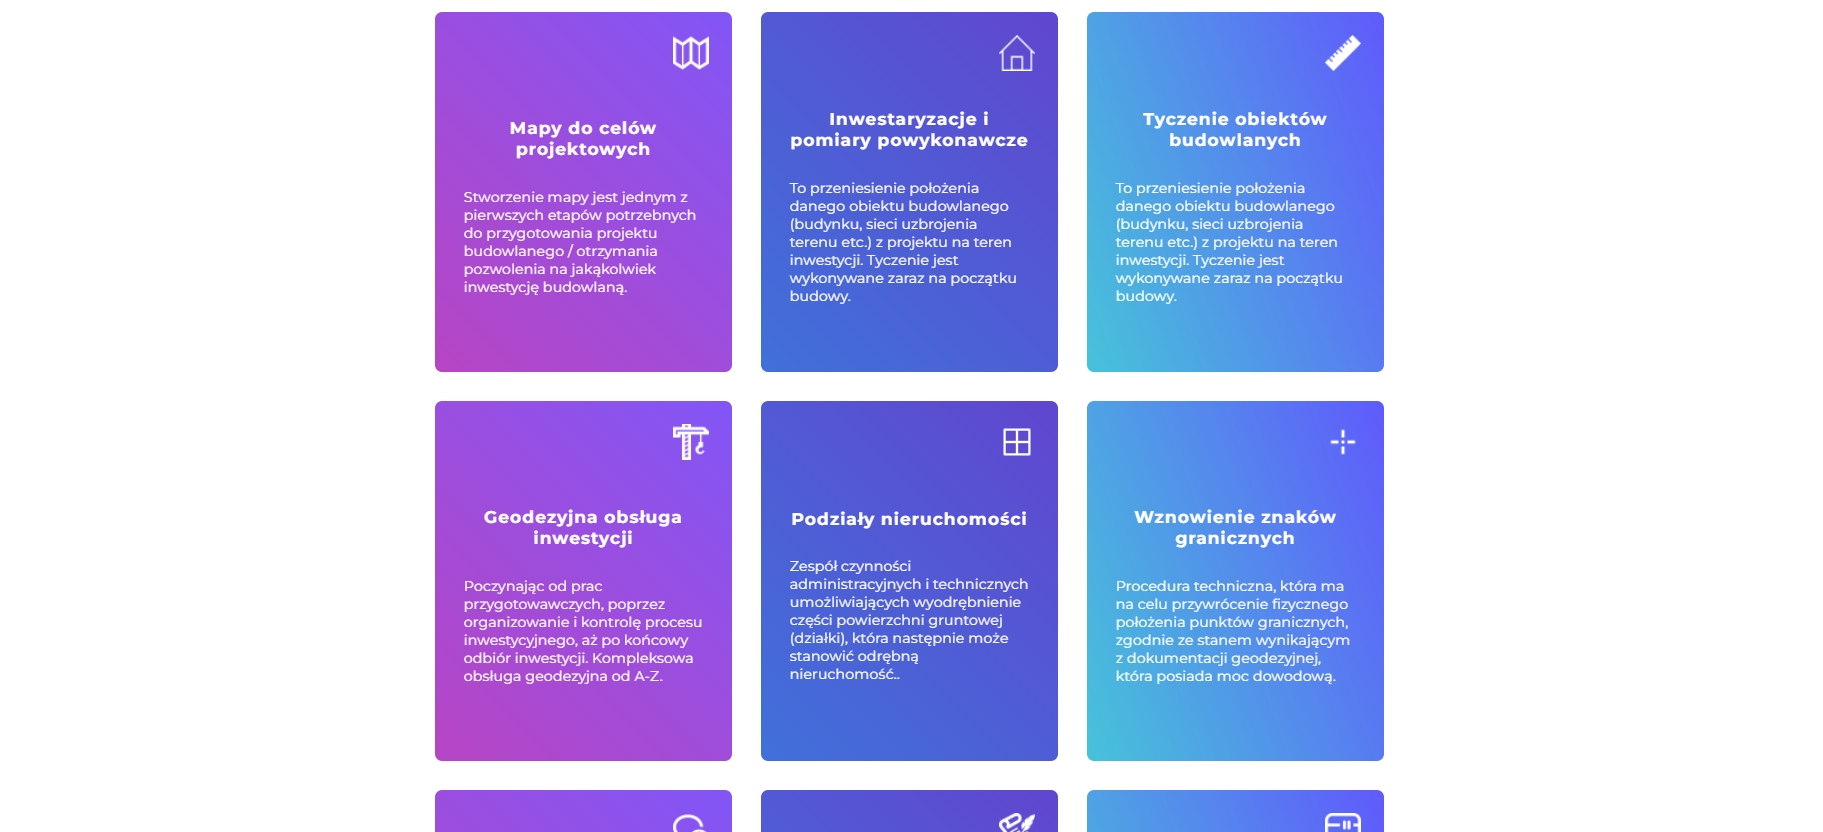 Mapy do celów
projektowych
Stworzenie mapy jest jednym z
pierwszych etapów potrzebnych
do przygotowania projektu
budowlanego / otrzymania
pozwolenia na jakąkolwiek
inwestycję budowlaną.
Inwestaryzacje i
pomiary powykonawcze
To przeniesienie położenia
danego obiektu budowlanego
(budynku, sieci uzbrojenia
terenu etc.) z projektu na teren
inwestycji. Tyczenie jest
wykonywane zaraz na początku
budowy.
Tyczenie obiektów
budowlanych
To przeniesienie położenia
danego obiektu budowlanego
(budynku, sieci uzbrojenia
terenu etc.) z projektu na teren
inwestycji. Tyczenie jest
wykonywane zaraz na początku
budowy.
Geodezyjna obsługa
inwestycji
Poczynając od prac
przygotowawczych, poprzez
organizowanie i kontrolę procesu
inwestycyjnego, aż po końcowy
odbiór inwestycji. Kompleksowa
obsługa geodezyjna od A-Z.
Podziały nieruchomości
Zespół czynności
administracyjnych i technicznych
umożliwiających wyodrębnienie
części powierzchni gruntowej
(działki), która następnie może
stanowić odrębną
nieruchomość..
Wznowienie znaków
granicznych
Procedura techniczna, która ma
na celu przywrócenie fizycznego
położenia punktów granicznych,
zgodnie ze stanem wynikającym
z dokumentacji geodezyjnej,
która posiada moc dowodową.